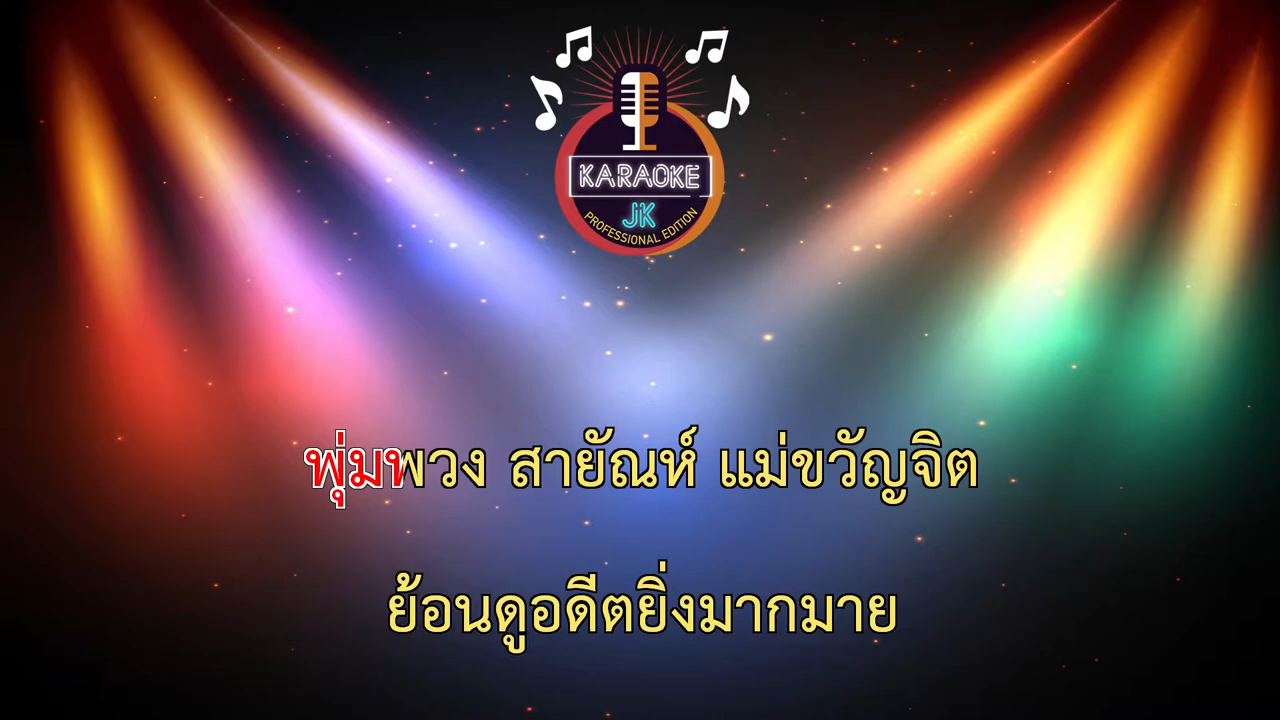 KARAOKE
JK
PROFESSIONAL EDITION
พุ่มพวง สายัณห์ แม่ขวัญจิต
ย้อนดูอดีตยิ่งมากมาย